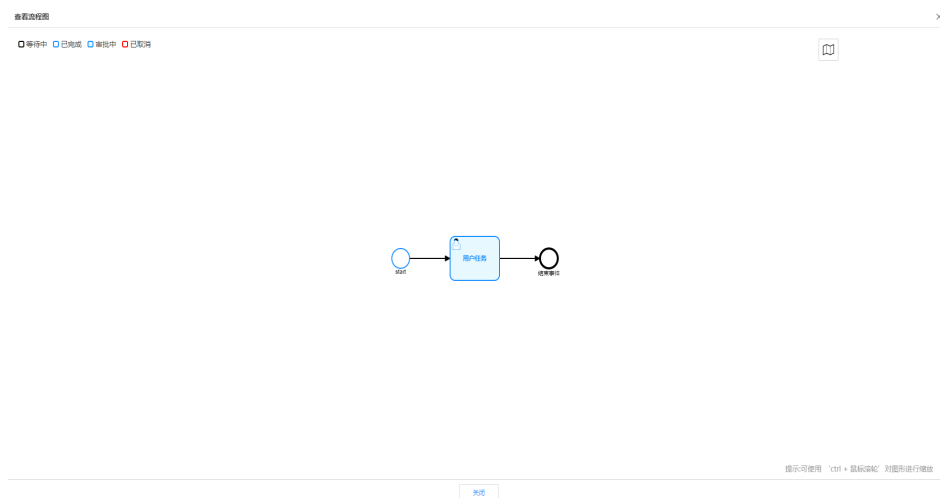 查看流程图
等待中 已完成 审批中 已取消
用户任务
start
结束事件
提示:可使用 'ctrl + 鼠标滚轮' 对图形进行缩放
关闭